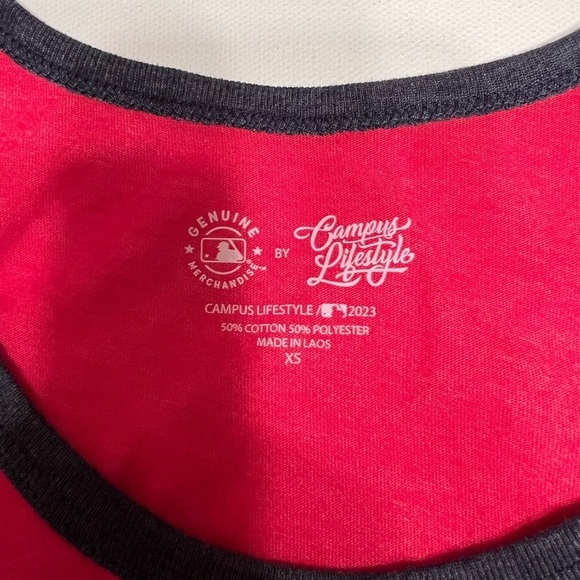 GENUINE MERCHANDISE
BY
Campus
Lifestyle
CAMPUS LIFESTYLE / 2023
50% COTTON 50% POLYESTER
MADE IN LAOS
XS